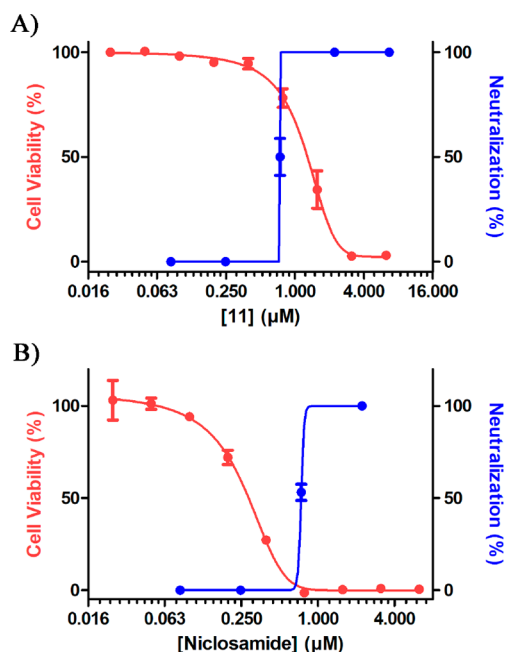 A)
Cell Viability (%)
100
50
0
100
50
0
Neutralization (%)
0.016 0.063 0.250 1.000 4.000 16.000
[11] (µM)
B)
Cell Viability (%)
100
50
0
100
50
0
Neutralization (%)
0.016 0.063 0.250 1.000 4.000
[Niclosamide] (µM)